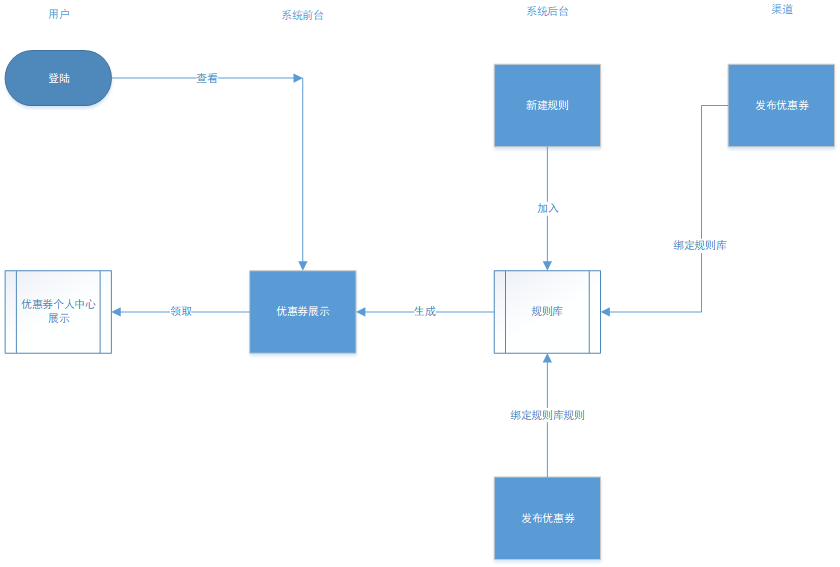 用户
系统前台
系统后台
渠道
登陆
查看
新建规则
发布优惠券
加入
绑定规则库
优惠券个人中心
展示
领取
优惠券展示
生成
规则库
绑定规则库规则
发布优惠券